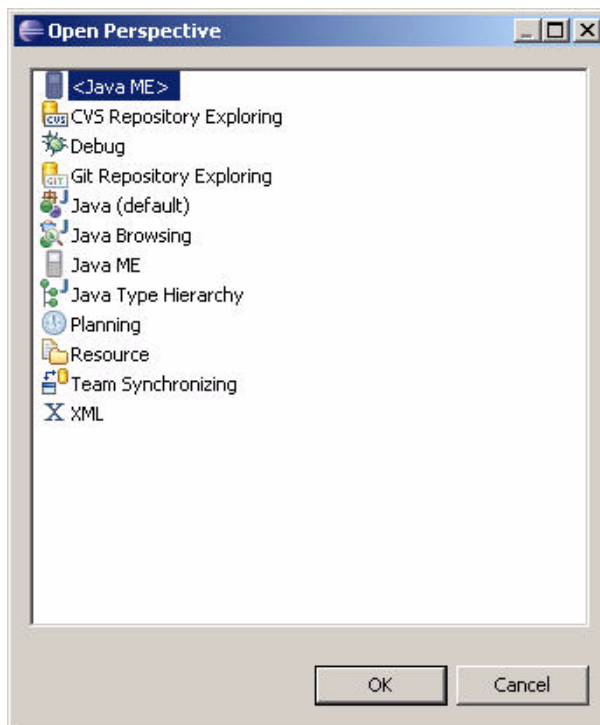 Open Perspective
<Java ME>
CVS Repository Exploring
Debug
GIT Git Repository Exploring
Java (default)
Java Browsing
Java ME
Java Type Hierarchy
Planning
Resource
Team Synchronizing
X XML
OK Cancel